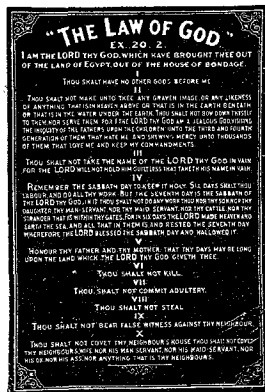 "THE LAW OF GOD"
EX. 20. 2.
I AM THE LORD THY GOD, WHICH HAVE BROUGHT THEE OUT
OF THE LAND OF EGYPT, OUT OF THE HOUSE OF BONDAGE.
I
THOU SHALT HAVE NO OTHER GODS BEFORE ME
II
THOU SHALT NOT MAKE UNTO THEE ANY GRAVEN IMAGE, OR ANY LIKENESS
OF ANYTHING THAT IS IN HEAVEN ABOVE OR THAT IS IN THE EARTH BENEATH
OR THAT IS IN THE WATER UNDER THE EARTH. THOU SHALT NOT BOW DOWN THYSELF
TO THEM, NOR SERVE THEM: FOR I THE LORD THY GOD AM A JEALOUS GOD, VISITING
THE INIQUITY OF THE FATHERS UPON THE CHILDREN UNTO THE THIRD AND FOURTH
GENERATION OF THEM THAT HATE ME AND SHEWING MERCY UNTO THOUSANDS
OF THEM THAT LOVE ME AND KEEP MY COMMANDMENTS.
III
THOU SHALT NOT TAKE THE NAME OF THE LORD THY GOD IN VAIN
FOR THE LORD WILL NOT HOLD HIM GUILTLESS THAT TAKETH HIS NAME IN VAIN.
IV
REMEMBER THE SABBATH DAY TO KEEP IT HOLY. SIX DAYS SHALT THOU
LABOUR AND DO ALL THY WORK: BUT THE SEVENTH DAY IS THE SABBATH OF
THE LORD THY GOD, IN IT THOU SHALT NOT DO ANY WORK THOU NOR THY SON NOR THY
DAUGHTER, THY MAN-SERVANT, NOR THY MAID-SERVANT, NOR THY CATTLE, NOR THY
STRANGER THAT IS WITHIN THY GATES: FOR IN SIX DAYS THE LORD MADE HEAVEN AND
EARTH THE SEA, AND ALL THAT IN THEM IS AND RESTED THE SEVENTH DAY
WHEREFORE THE LORD BLESSED THE SABBATH DAY AND HALLOWED IT.
V
HONOUR THY FATHER AND THY MOTHER, THAT THY DAYS MAY BE LONG
UPON THE LAND WHICH THE LORD THY GOD GIVETH THEE.
VI
THOU SHALT NOT KILL.
VII
THOU, SHALT NOT COMMIT ADULTERY.
VIII
THOU SHALT NOT STEAL
IX
THOU SHALT NOT BEAR FALSE WITNESS AGAINST THY NEIGHBOUR
X
THOU SHALT NOT COVET THY NEIGHBOUR'S HOUSE THOU SHALT NOT COVET
THY NEIGHBOUR'S WIFE NOR HIS MAN SERVANT, NOR HIS MAID-SERVANT, NOR
HIS OX, NOR HIS ASS, NOR ANYTHING THAT IS THY NEIGHBOURS.